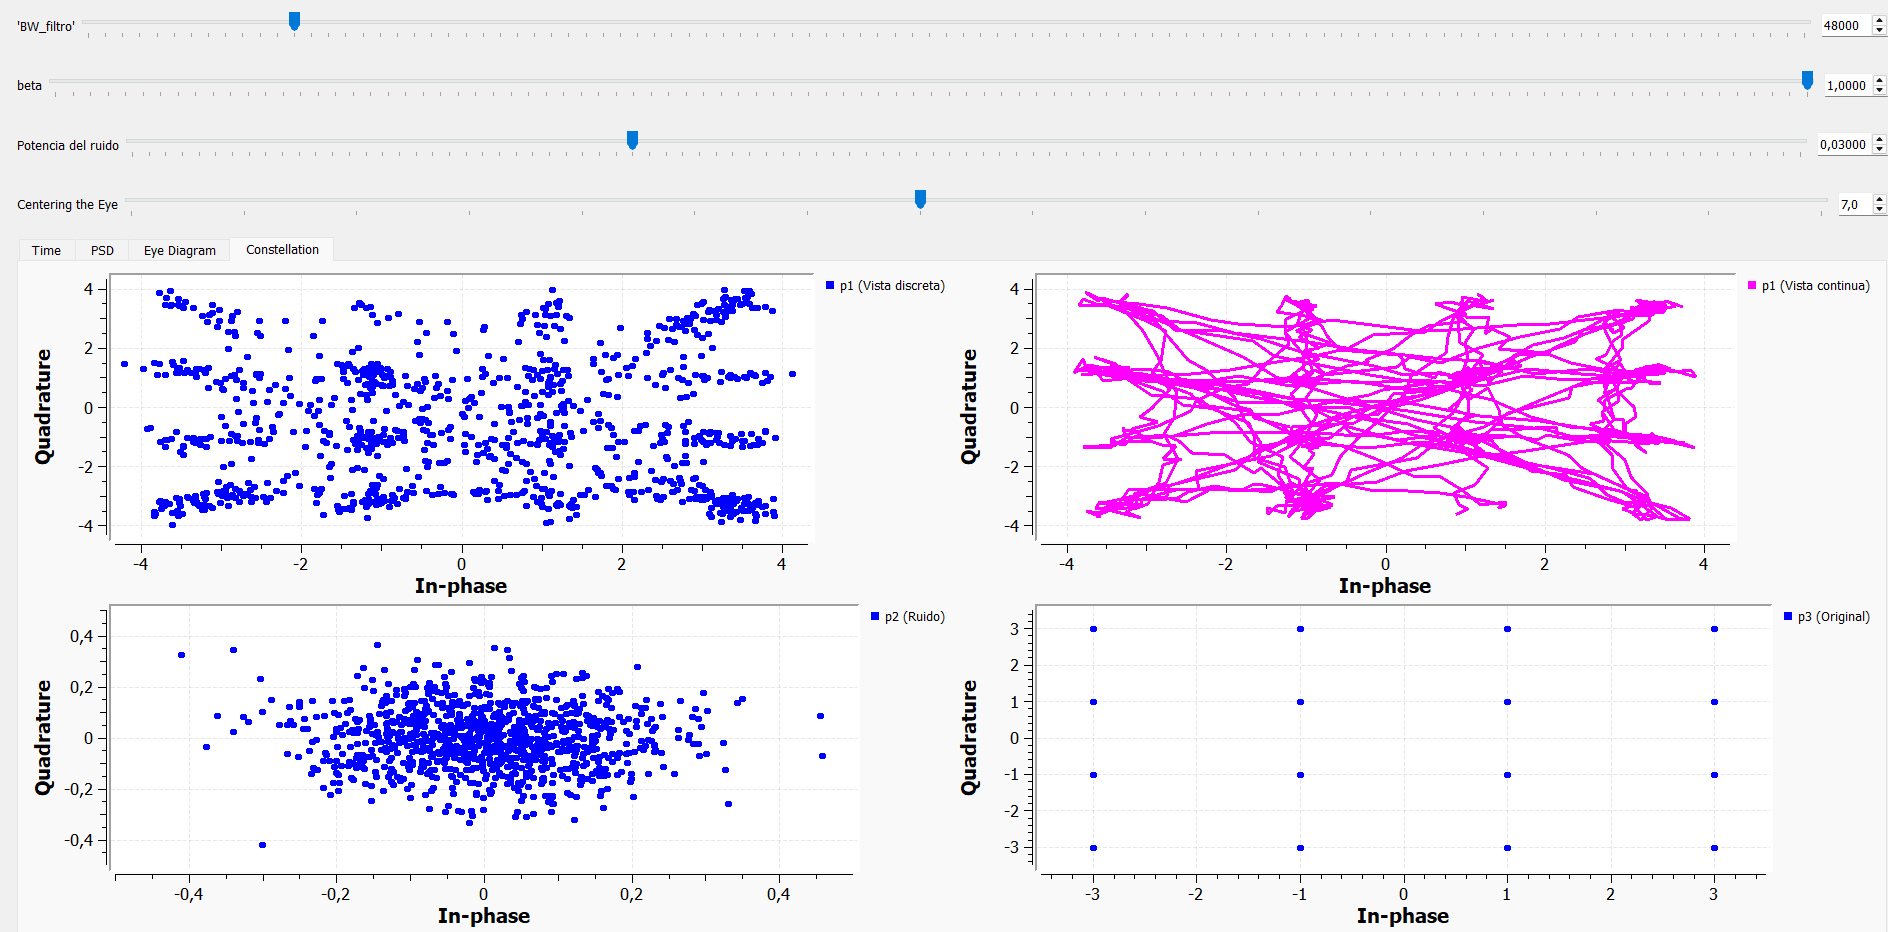 'BW_filtro'
48000
beta
1,0000
Potencia del ruido
0,03000
Centering the Eye
7,0
Time PSD Eye Diagram Constellation
4
2
0
-2
-4
Quadrature
-4 -2 0 2 4
In-phase
p1 (Vista discreta)
4
2
0
-2
-4
Quadrature
-4 -2 0 2 4
In-phase
p1 (Vista continua)
0,4
0,2
0
-0,2
-0,4
Quadrature
-0,4 -0,2 0 0,2 0,4
In-phase
p2 (Ruido)
3
2
1
0
-1
-2
-3
Quadrature
-3 -2 -1 0 1 2 3
In-phase
p3 (Original)